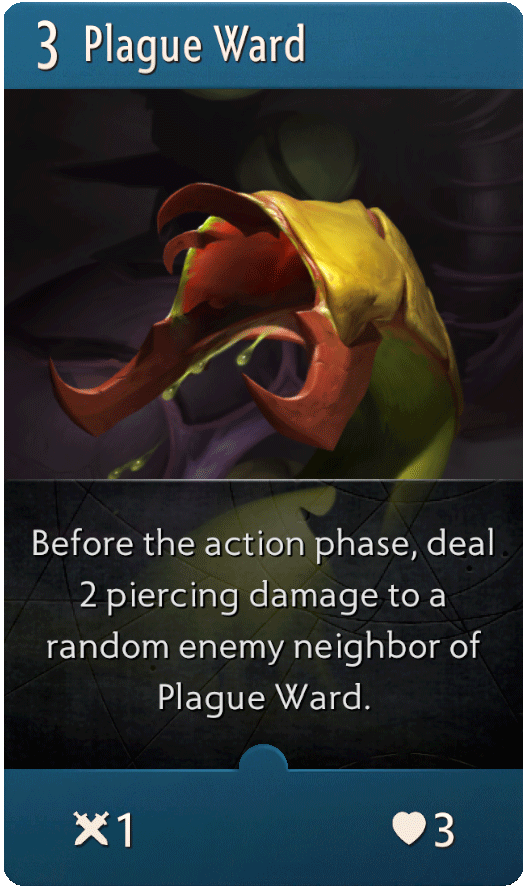 3 Plague Ward
Before the action phase, deal
2 piercing damage to a
random enemy neighbor of
Plague Ward.
1 3